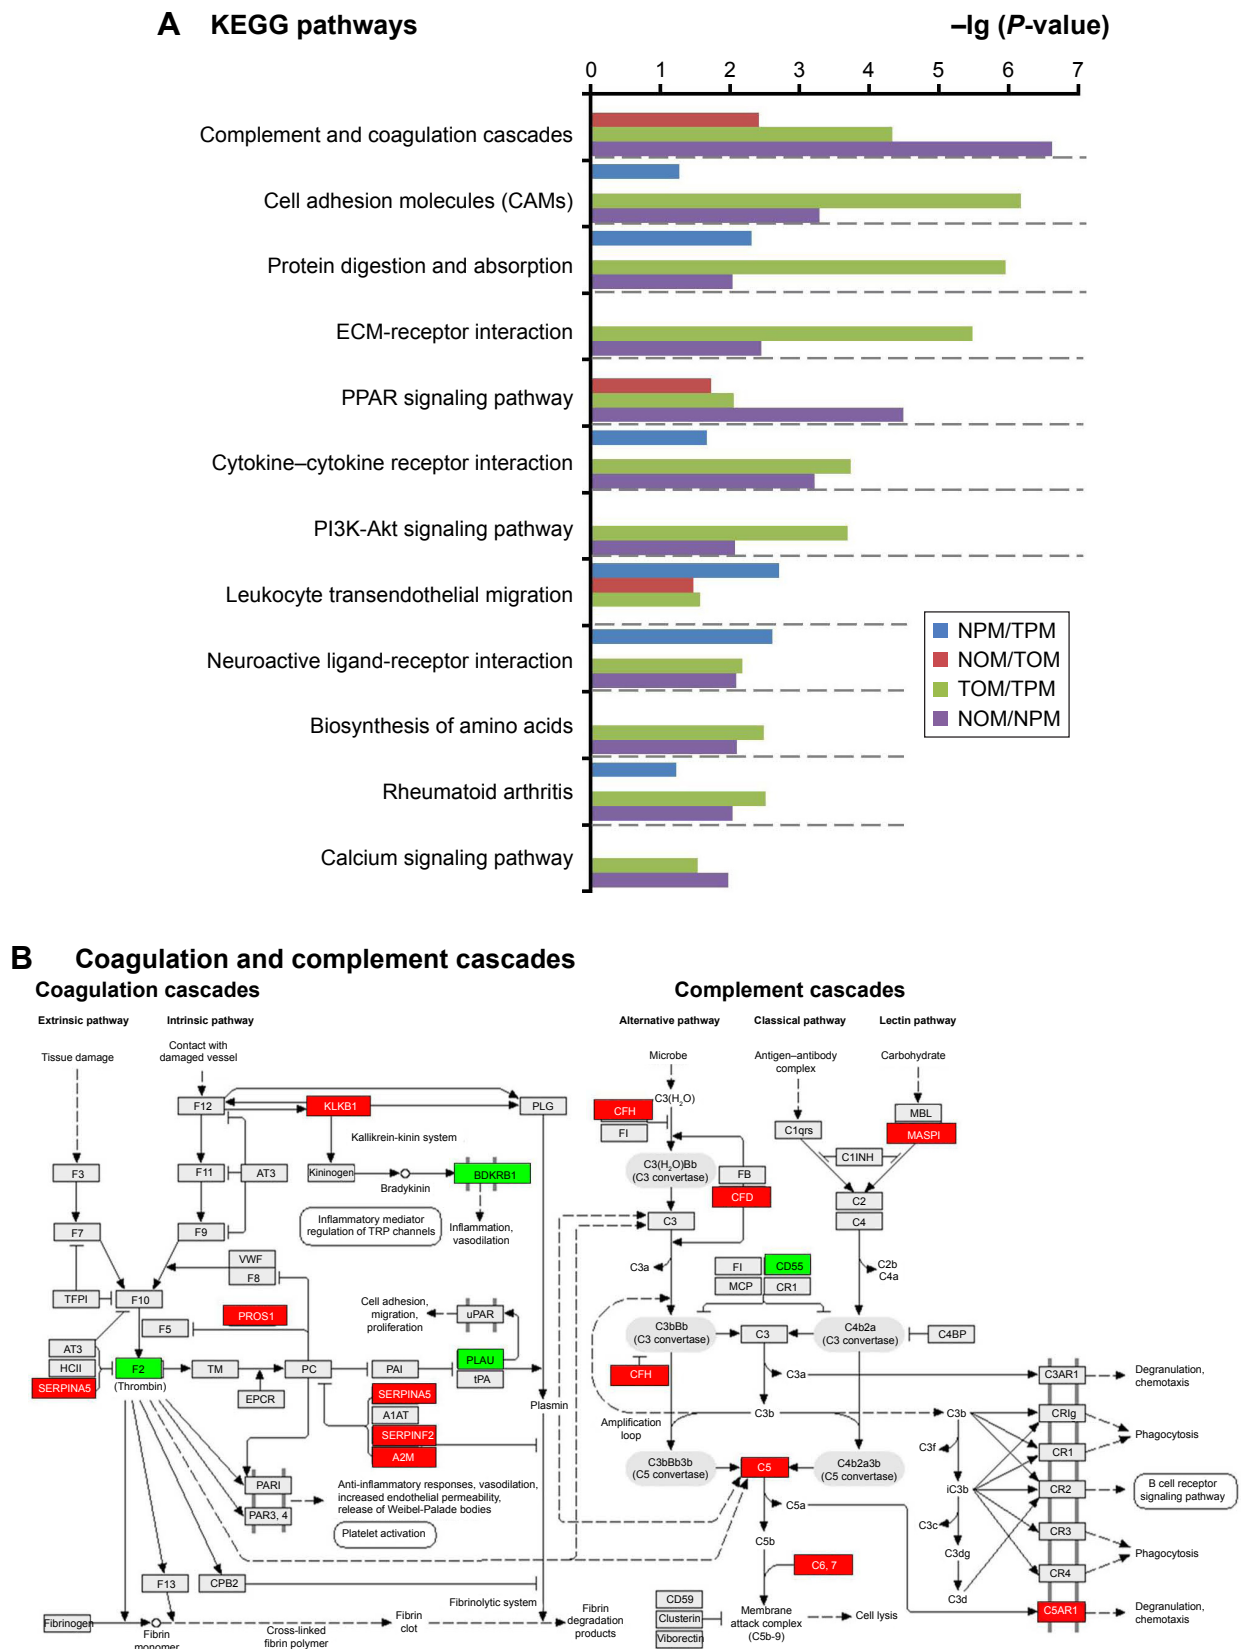 A KEGG pathways
–lg (P-value)
0 1 2 3 4 5 6 7
Complement and coagulation cascades
Cell adhesion molecules (CAMs)
Protein digestion and absorption
ECM-receptor interaction
PPAR signaling pathway
Cytokine–cytokine receptor interaction
PI3K-Akt signaling pathway
Leukocyte transendothelial migration
Neuroactive ligand-receptor interaction
Biosynthesis of amino acids
Rheumatoid arthritis
Calcium signaling pathway
NPM/TPM
NOM/TOM
TOM/TPM
NOM/NPM
B Coagulation and complement cascades
Coagulation cascades
Extrinsic pathway
Intrinsic pathway
Tissue damage
Contact with
damaged vessel
F12
KLKB1
PLG
Kallikrein-kinin system
F3
F11
AT3
Kininogen
Bradykinin
BDKRB1
F7
F9
Inflammatory mediator
regulation of TRP channels
Inflammation,
vasodilation
VWF
F8
TFPI
F10
PROS1
F5
Cell adhesion,
migration,
proliferation
uPAR
AT3
HCII
SERPINA5
F2
(Thrombin)
TM
PC
PAI
PLAU
tPA
EPCR
SERPINA5
A1AT
SERPINF2
A2M
Plasmin
PARI
PAR3, 4
Anti-inflammatory responses, vasodilation,
increased endothelial permeability,
release of Weibel-Palade bodies
Platelet activation
F13
CPB2
Fibrinolytic system
Fibrinogen
Fibrin
monomer
Cross-linked
fibrin polymer
Fibrin
clot
Fibrin
degradation
products
Complement cascades
Alternative pathway
Classical pathway
Lectin pathway
Microbe
Antigen–antibody
complex
Carbohydrate
C3(H2O)
CFH
FI
C1qrs
MBL
MASPI
C1INH
C3(H2O)Bb
(C3 convertase)
FB
CFD
C2
C4
C3
C3a
FI
CD55
MCP
CR1
C2b
C4a
C3bBb
(C3 convertase)
C3
C4b2a
(C3 convertase)
C4BP
CFH
C3a
C3AR1
Degranulation,
chemotaxis
Amplification
loop
C3b
C3b
CRIg
Phagocytosis
C3f
CR1
C3bBb3b
(C5 convertase)
C5
C4b2a3b
(C5 convertase)
iC3b
CR2
B cell receptor
signaling pathway
C5a
C3c
CR3
C5b
C3dg
Phagocytosis
C6, 7
CR4
C3d
CD59
Clusterin
Viborectin
Membrane
attack complex
(C5b-9)
Cell lysis
C5AR1
Degranulation,
chemotaxis